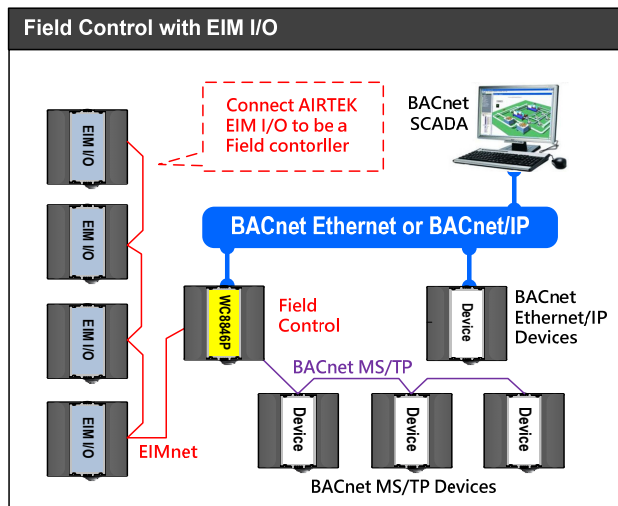 Field Control with EIM I/O
Connect AIRTEK
EIM I/O to be a
Field contorller
BACnet
SCADA
EIM I/O
EIM I/O
EIM I/O
EIM I/O
BACnet Ethernet or BACnet/IP
WC8846P
Field
Control
Device
BACnet
Ethernet/IP
Devices
BACnet MS/TP
EIMnet
Device
Device
Device
BACnet MS/TP Devices